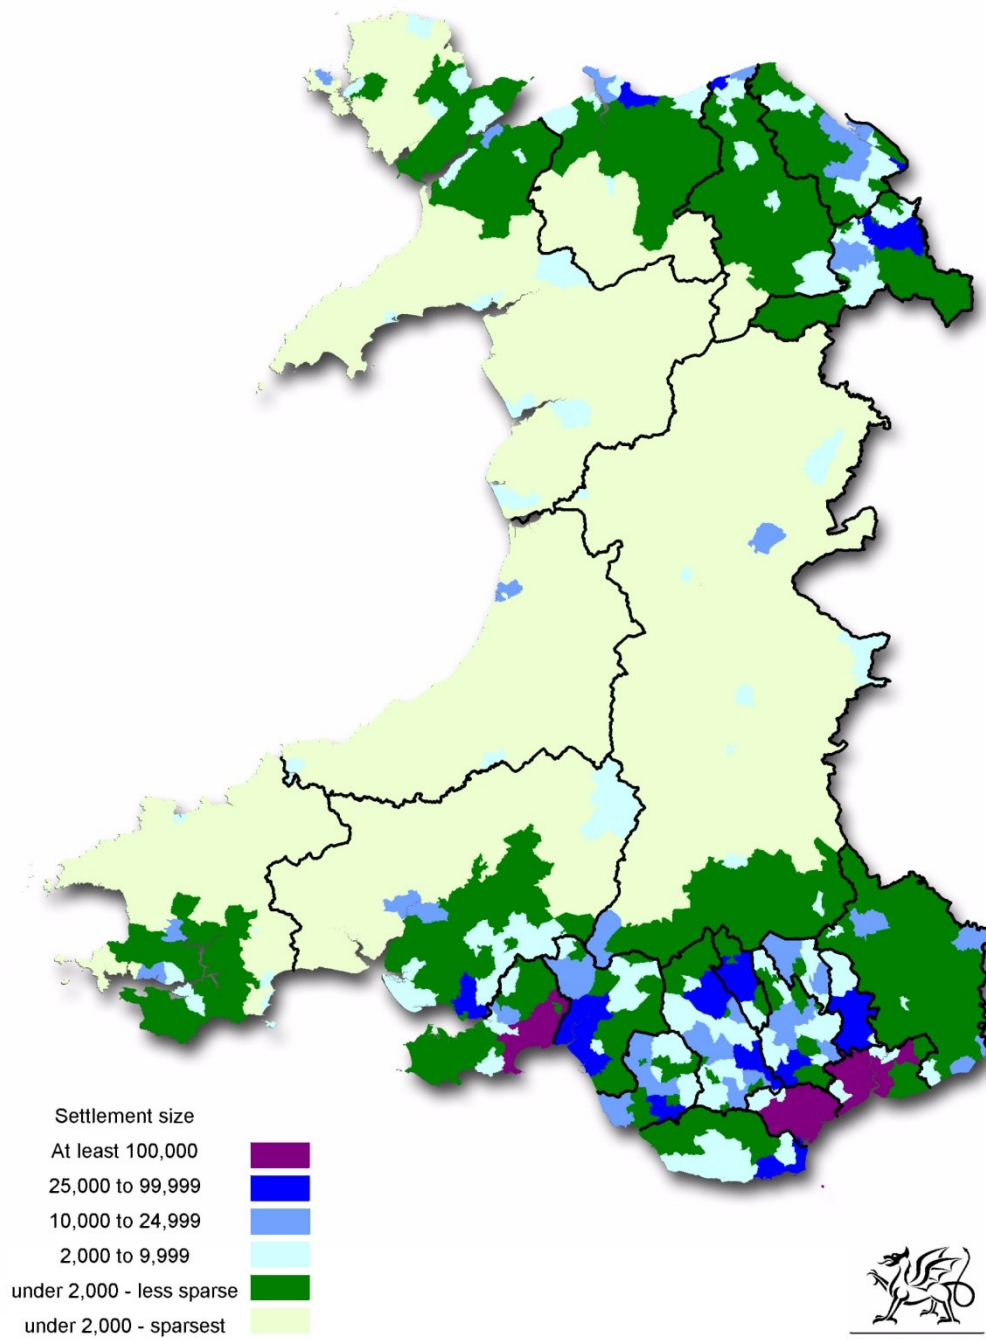 Settlement size
At least 100,000
25,000 to 99,999
10,000 to 24,999
2,000 to 9,999
under 2,000 - less sparse
under 2,000 - sparsest